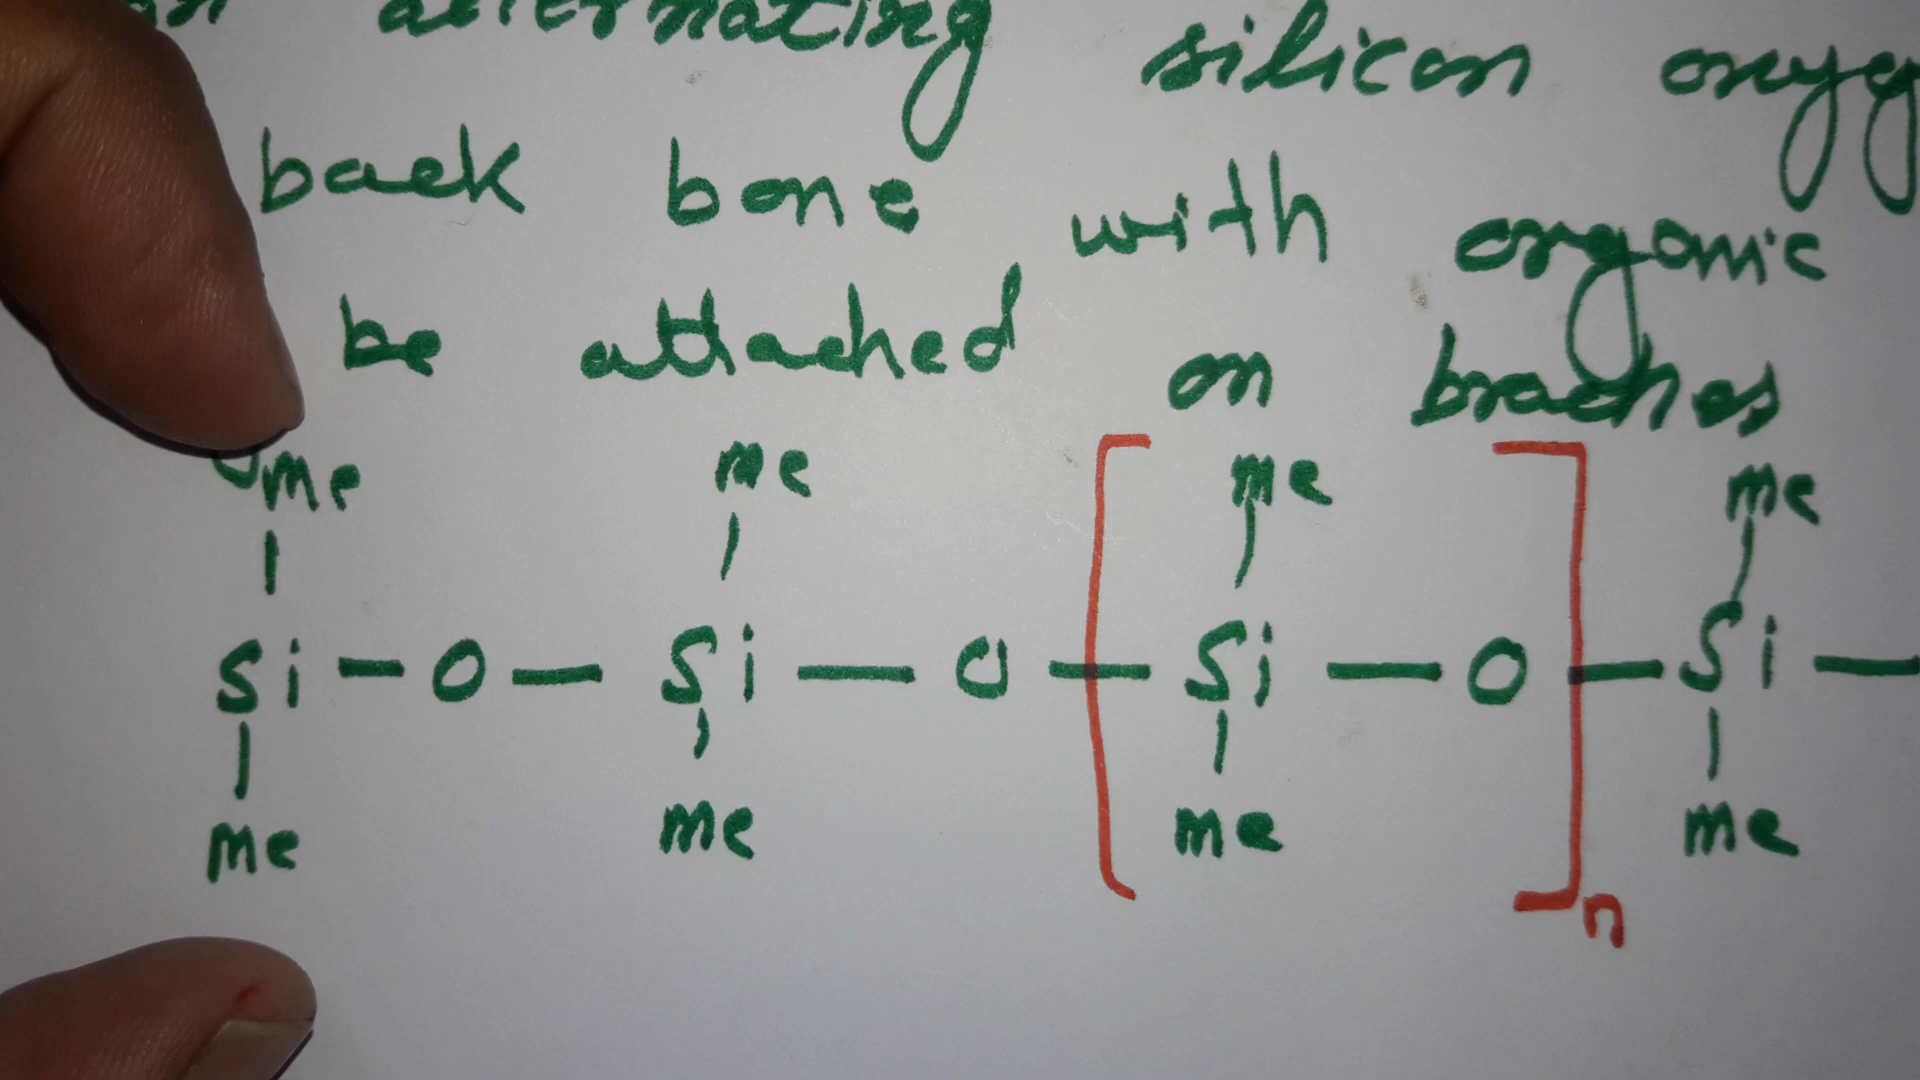 alternating silicon oxyg
back bone with organic
be attached on braches
me me me me
Si — O — Si — O — [ Si — O ]n — Si —
me me me me